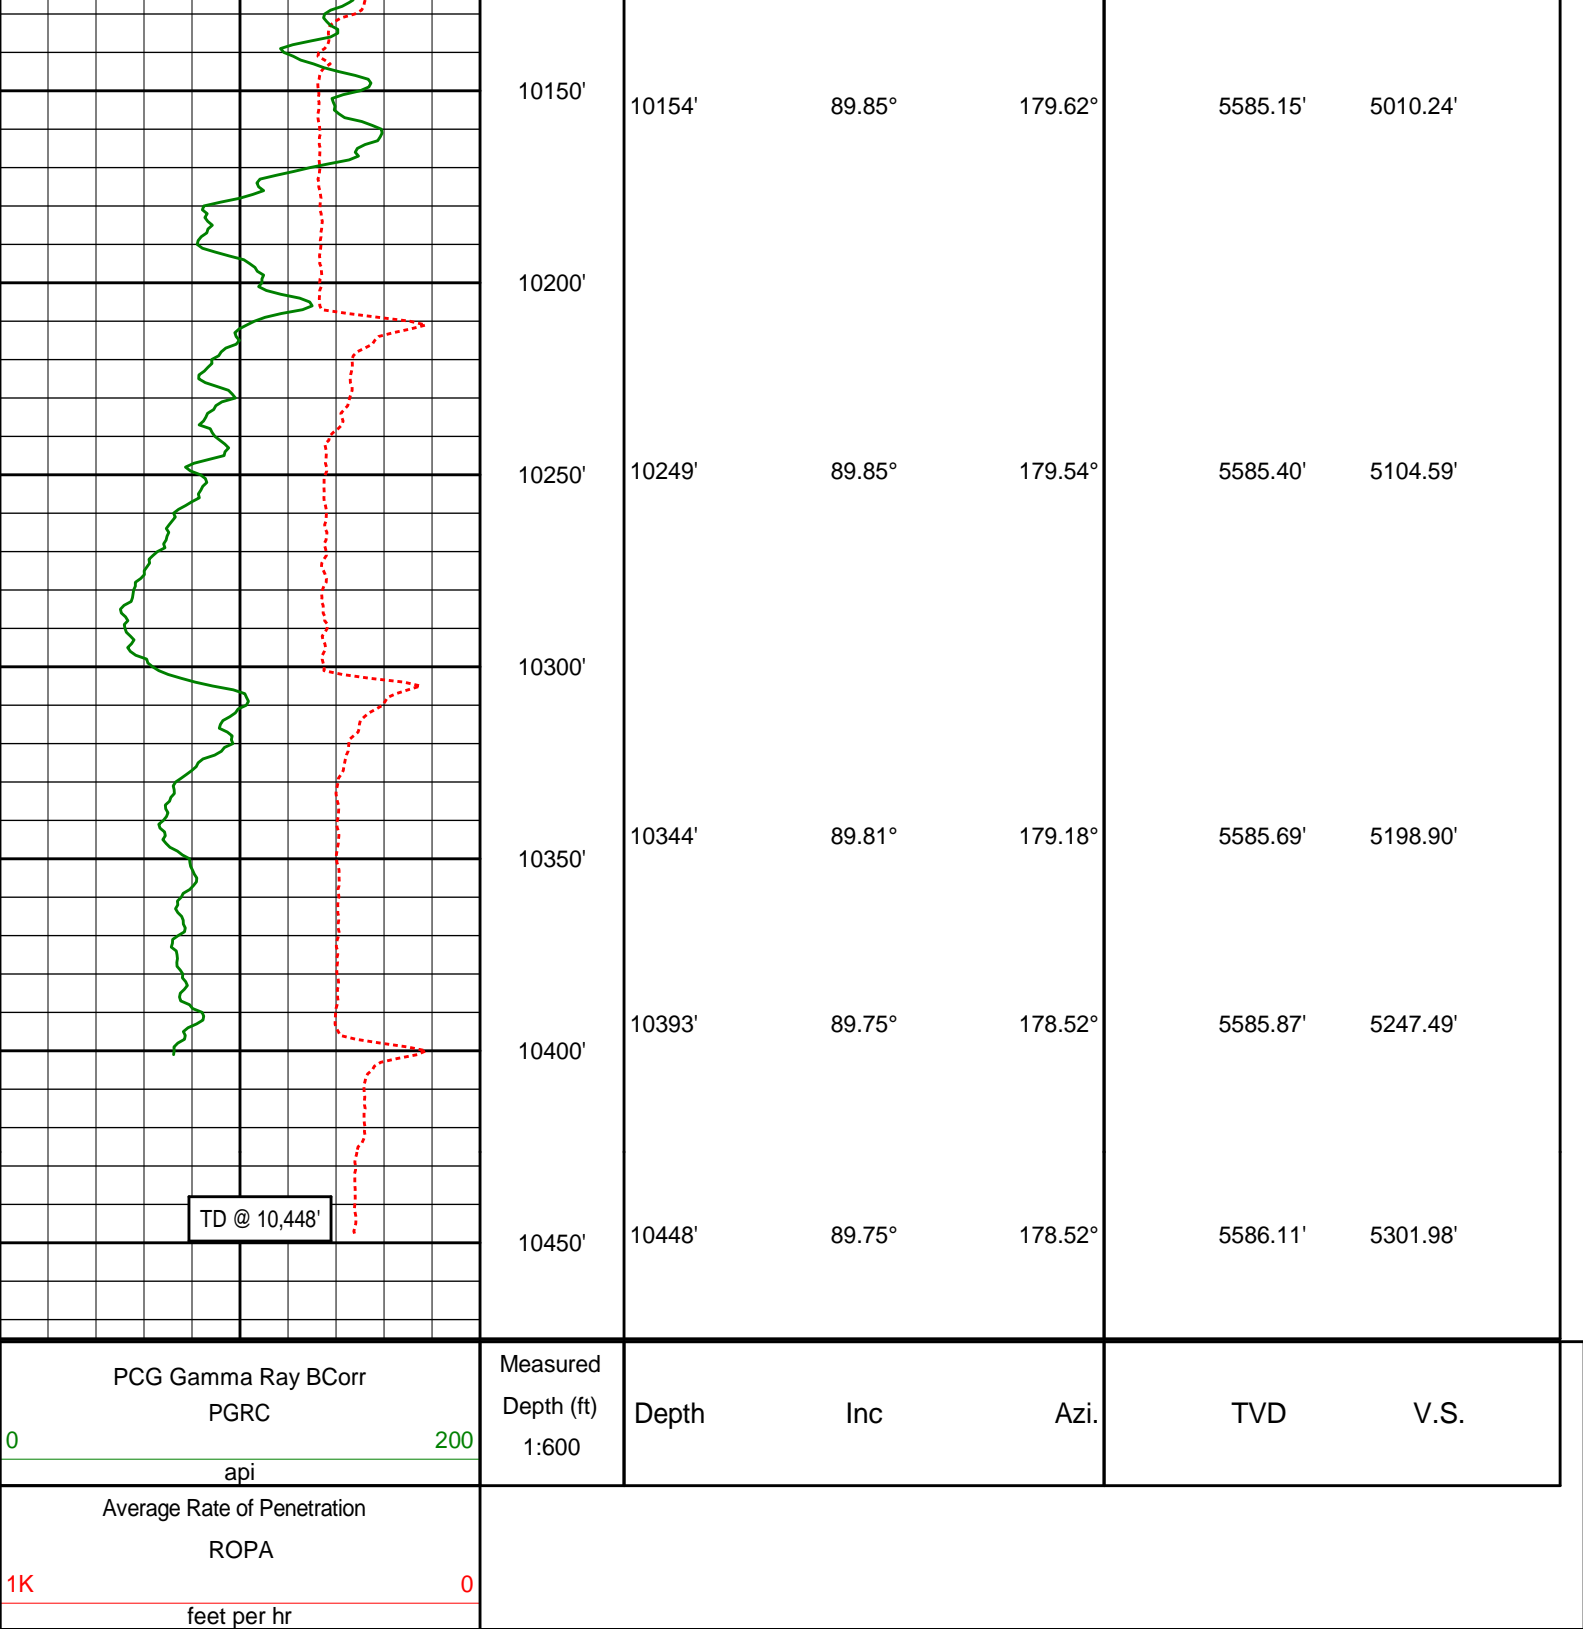 10150'
10154' 89.85° 179.62° 5585.15' 5010.24'
10200'
10250'
10249' 89.85° 179.54° 5585.40' 5104.59'
10300'
10344' 89.81° 179.18° 5585.69' 5198.90'
10350'
10393' 89.75° 178.52° 5585.87' 5247.49'
10400'
TD @ 10,448'
10450'
10448' 89.75° 178.52° 5586.11' 5301.98'
PCG Gamma Ray BCorr
PGRC
0 200
api
Measured
Depth (ft)
1:600
Depth Inc Azi. TVD V.S.
Average Rate of Penetration
ROPA
1K 0
feet per hr